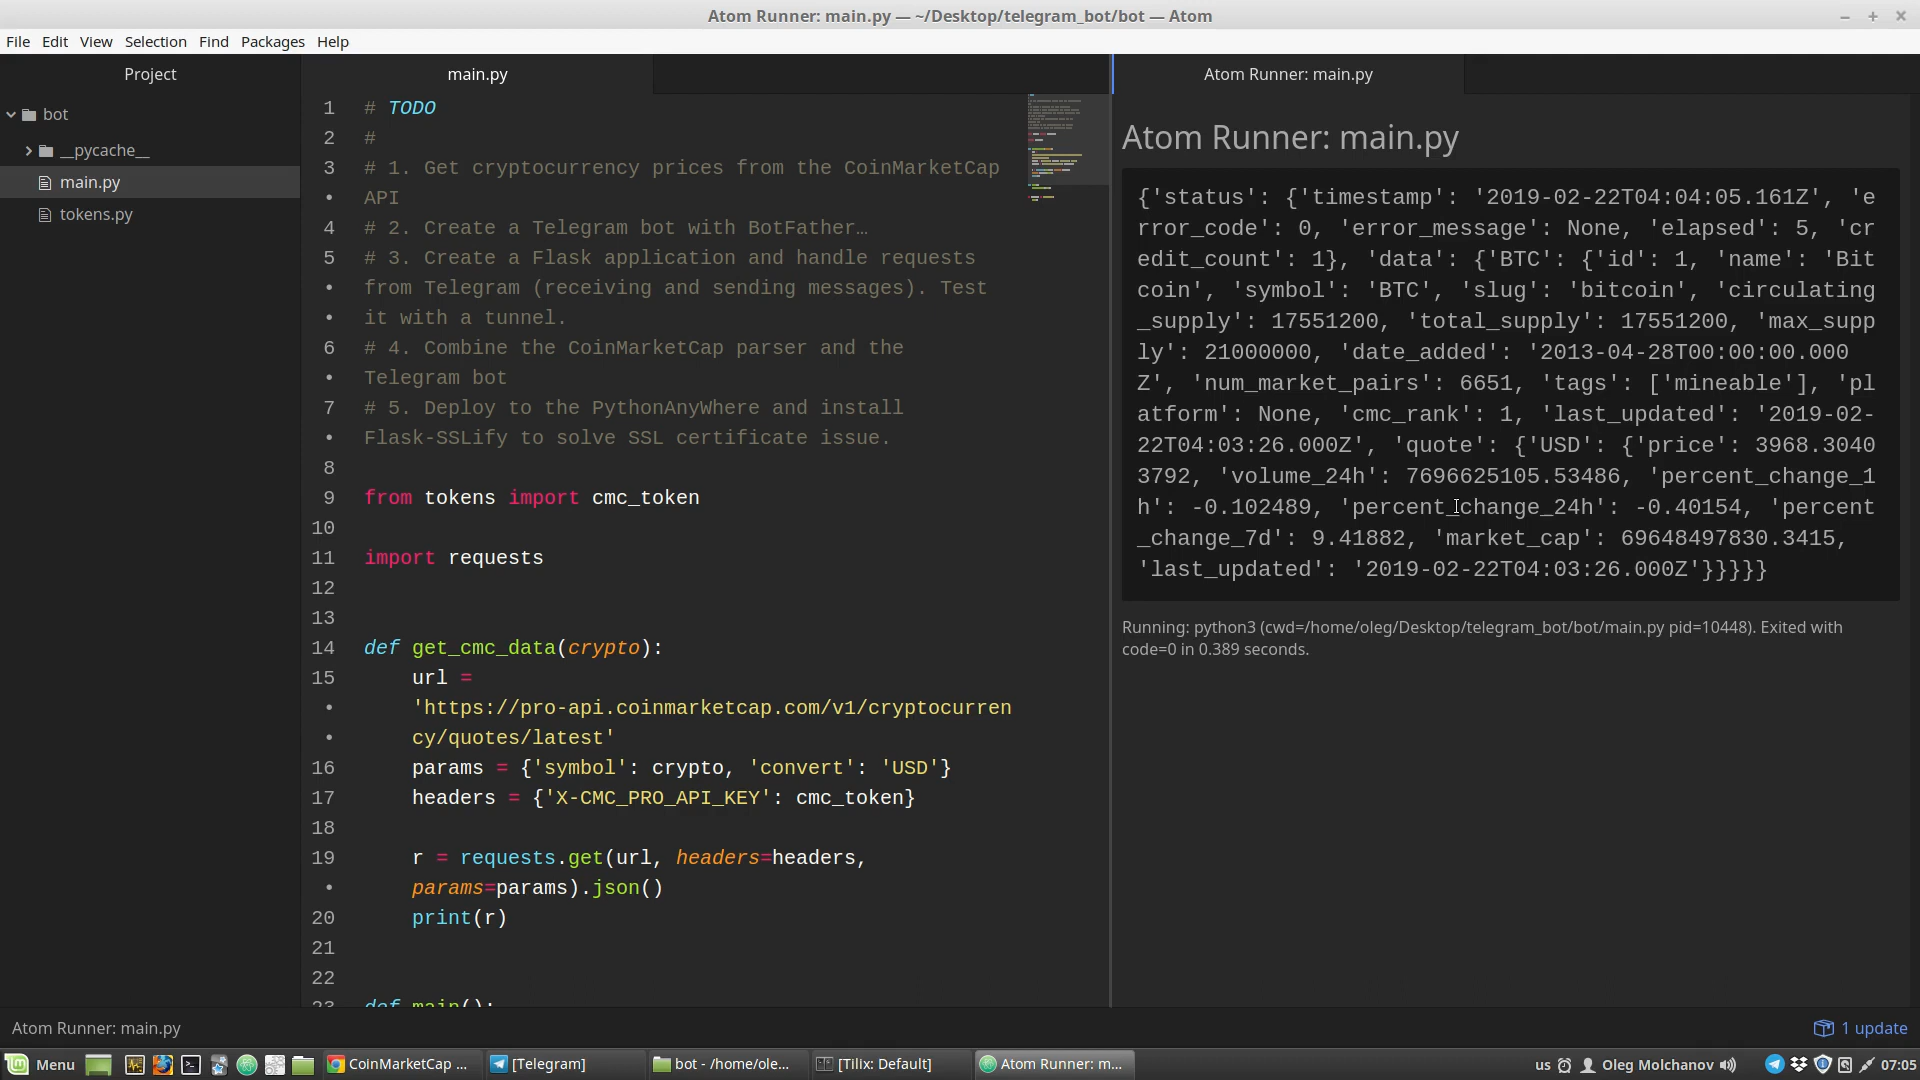 Atom Runner: main.py — ~/Desktop/telegram_bot/bot — Atom
File Edit View Selection Find Packages Help
Project
bot
__pycache__
main.py
tokens.py
main.py
1 # TODO
2 #
3 # 1. Get cryptocurrency prices from the CoinMarketCap
• API
4 # 2. Create a Telegram bot with BotFather…
5 # 3. Create a Flask application and handle requests
• from Telegram (receiving and sending messages). Test
• it with a tunnel.
6 # 4. Combine the CoinMarketCap parser and the
• Telegram bot
7 # 5. Deploy to the PythonAnyWhere and install
• Flask-SSLify to solve SSL certificate issue.
8
9 from tokens import cmc_token
10
11 import requests
12
13
14 def get_cmc_data(crypto):
15 url =
• 'https://pro-api.coinmarketcap.com/v1/cryptocurren
• cy/quotes/latest'
16 params = {'symbol': crypto, 'convert': 'USD'}
17 headers = {'X-CMC_PRO_API_KEY': cmc_token}
18
19 r = requests.get(url, headers=headers,
• params=params).json()
20 print(r)
21
22
23 def main():
Atom Runner: main.py
Atom Runner: main.py
{'status': {'timestamp': '2019-02-22T04:04:05.161Z', 'e
rror_code': 0, 'error_message': None, 'elapsed': 5, 'cr
edit_count': 1}, 'data': {'BTC': {'id': 1, 'name': 'Bit
coin', 'symbol': 'BTC', 'slug': 'bitcoin', 'circulating
_supply': 17551200, 'total_supply': 17551200, 'max_supp
ly': 21000000, 'date_added': '2013-04-28T00:00:00.000
Z', 'num_market_pairs': 6651, 'tags': ['mineable'], 'pl
atform': None, 'cmc_rank': 1, 'last_updated': '2019-02-
22T04:03:26.000Z', 'quote': {'USD': {'price': 3968.3040
3792, 'volume_24h': 7696625105.53486, 'percent_change_1
h': -0.102489, 'percent_change_24h': -0.40154, 'percent
_change_7d': 9.41882, 'market_cap': 69648497830.3415,
'last_updated': '2019-02-22T04:03:26.000Z'}}}}}
Running: python3 (cwd=/home/oleg/Desktop/telegram_bot/bot/main.py pid=10448). Exited with
code=0 in 0.389 seconds.
Atom Runner: main.py
1 update
Menu
CoinMarketCap ...
[Telegram]
bot - /home/ole...
[Tilix: Default]
Atom Runner: m...
us
Oleg Molchanov
07:05